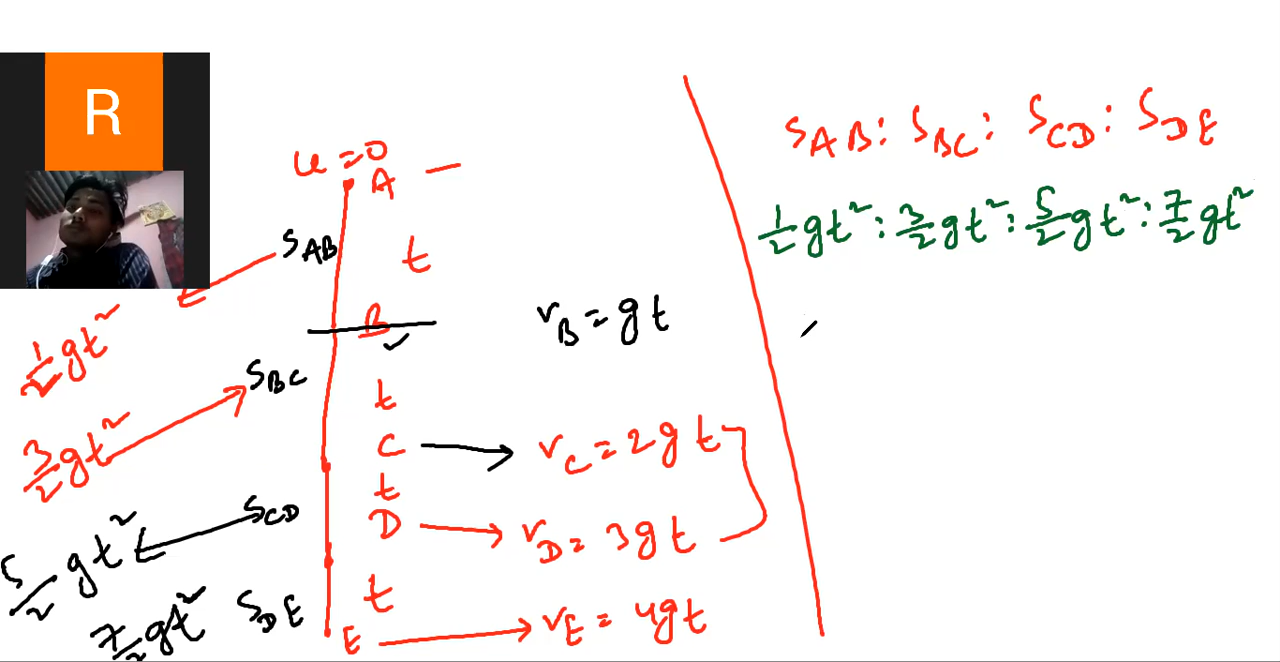 R
S_AB : S_BC : S_CD : S_DE
u = 0
A
1/2 gt² : 3/2 gt² : 5/2 gt² : 7/2 gt²
S_AB
t
B
v_B = gt
1/2 gt²
S_BC
t
3/2 gt²
C → v_C = 2gt
t
S_CD
D → v_D = 3gt
5/2 gt²
t
7/2 gt² S_DE
E → v_E = 4gt